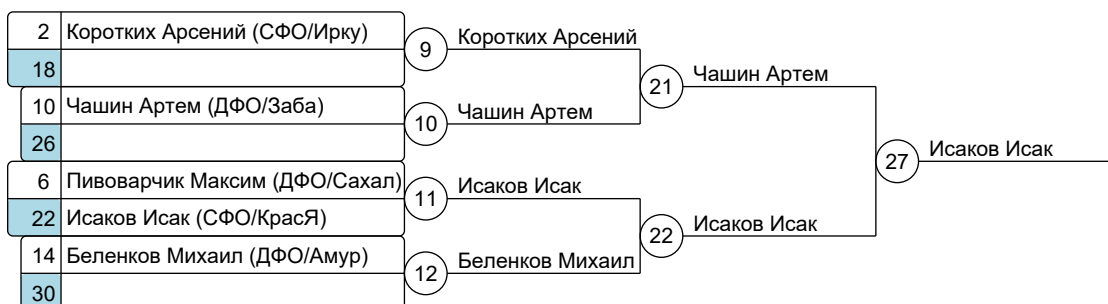 2 Коротких Арсений (СФО/Ирку)
9 Коротких Арсений
18
21 Чашин Артем
10 Чашин Артем (ДФО/Заба)
10 Чашин Артем
26
27 Исаков Исак
6 Пивоварчик Максим (ДФО/Сахал)
11 Исаков Исак
22 Исаков Исак (СФО/КрасЯ)
22 Исаков Исак
14 Беленков Михаил (ДФО/Амур)
12 Беленков Михаил
30